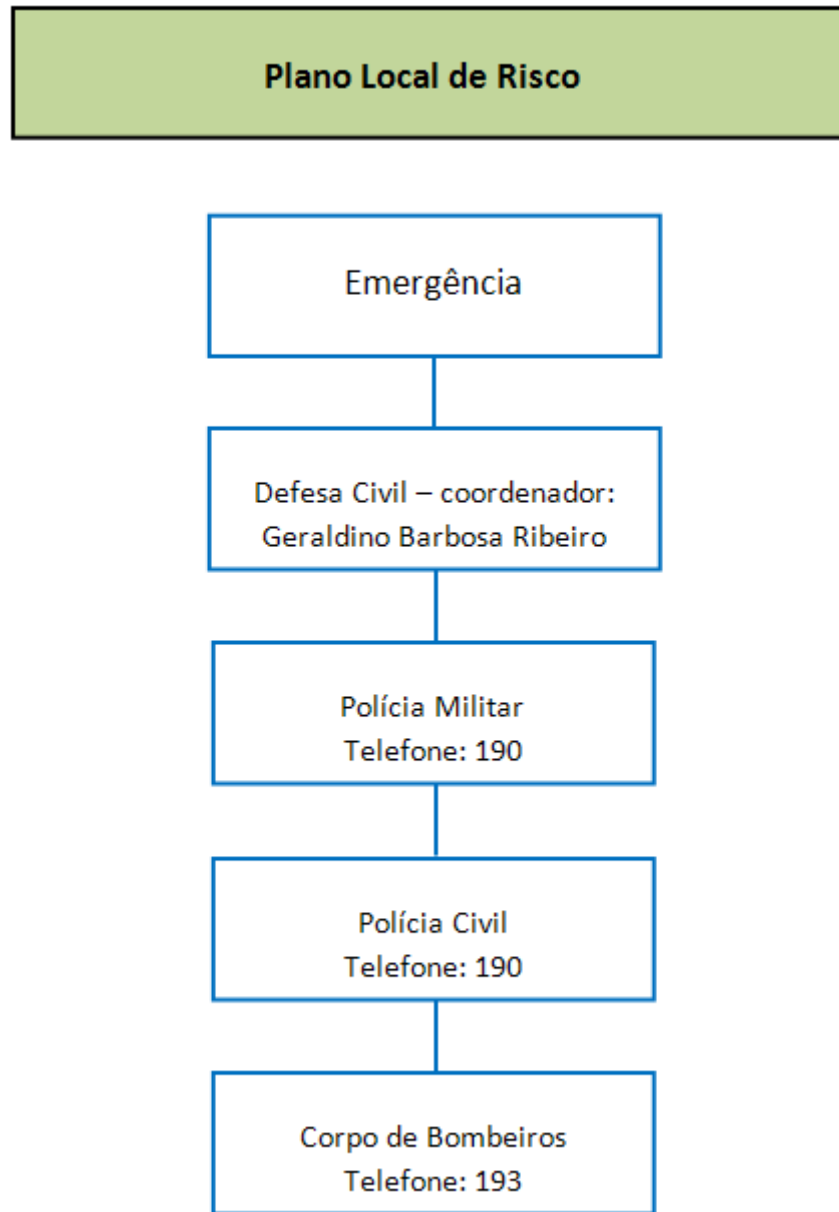 Plano Local de Risco
Emergência
Defesa Civil – coordenador:
Geraldino Barbosa Ribeiro
Polícia Militar
Telefone: 190
Polícia Civil
Telefone: 190
Corpo de Bombeiros
Telefone: 193